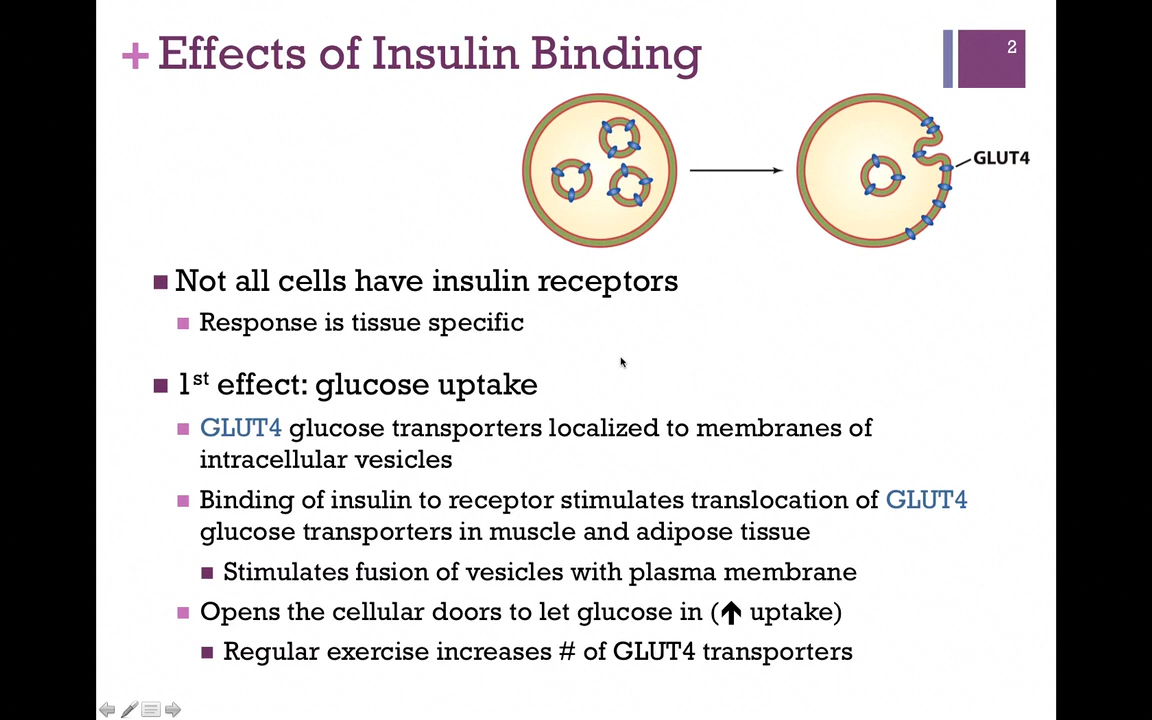 + Effects of Insulin Binding
2
GLUT4
Not all cells have insulin receptors
Response is tissue specific
1st effect: glucose uptake
GLUT4 glucose transporters localized to membranes of
intracellular vesicles
Binding of insulin to receptor stimulates translocation of GLUT4
glucose transporters in muscle and adipose tissue
Stimulates fusion of vesicles with plasma membrane
Opens the cellular doors to let glucose in (↑ uptake)
Regular exercise increases # of GLUT4 transporters